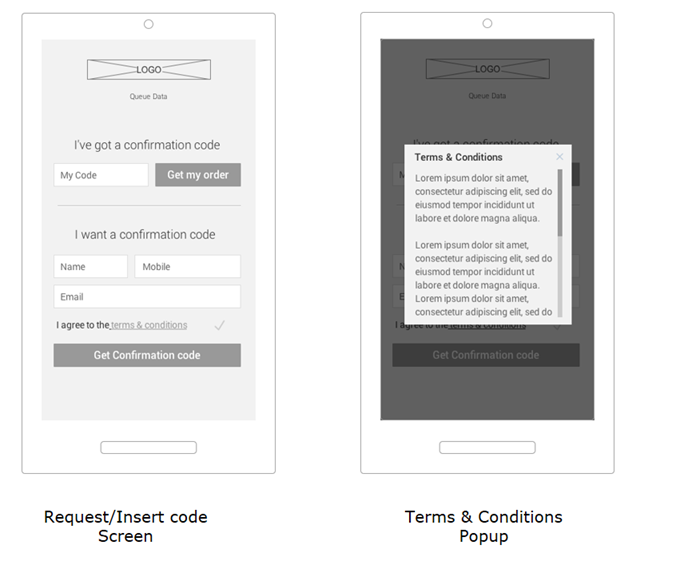 LOGO
Queue Data
I've got a confirmation code
My Code
Get my order
I want a confirmation code
Name
Mobile
Email
I agree to the terms & conditions
Get Confirmation code
Request/Insert code
Screen
LOGO
Queue Data
I've got a confirmation code
M
Terms & Conditions
Lorem ipsum dolor sit amet,
consectetur adipiscing elit, sed do
eiusmod tempor incididunt ut
labore et dolore magna aliqua.
Lorem ipsum dolor sit amet,
consectetur adipiscing elit, sed do
eiusmod tempor incididunt ut
labore et dolore magna aliqua.
Lorem ipsum dolor sit amet,
consectetur adipiscing elit, sed do
N
E
I agree to the terms & conditions
Get Confirmation code
Terms & Conditions
Popup